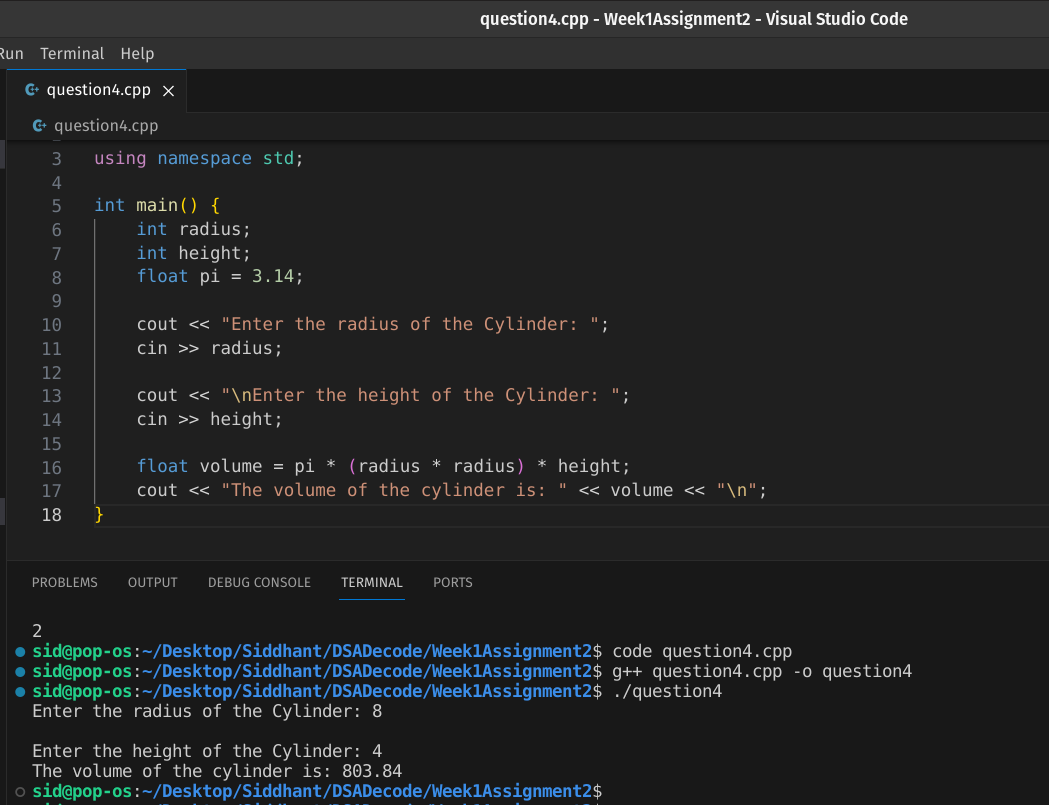 question4.cpp - Week1Assignment2 - Visual Studio Code
Run Terminal Help
question4.cpp
question4.cpp
3 using namespace std;
4
5 int main() {
6 int radius;
7 int height;
8 float pi = 3.14;
9
10 cout << "Enter the radius of the Cylinder: ";
11 cin >> radius;
12
13 cout << "\nEnter the height of the Cylinder: ";
14 cin >> height;
15
16 float volume = pi * (radius * radius) * height;
17 cout << "The volume of the cylinder is: " << volume << "\n";
18 }
PROBLEMS OUTPUT DEBUG CONSOLE TERMINAL PORTS
2
sid@pop-os:~/Desktop/Siddhant/DSADecode/Week1Assignment2$ code question4.cpp
sid@pop-os:~/Desktop/Siddhant/DSADecode/Week1Assignment2$ g++ question4.cpp -o question4
sid@pop-os:~/Desktop/Siddhant/DSADecode/Week1Assignment2$ ./question4
Enter the radius of the Cylinder: 8
Enter the height of the Cylinder: 4
The volume of the cylinder is: 803.84
sid@pop-os:~/Desktop/Siddhant/DSADecode/Week1Assignment2$